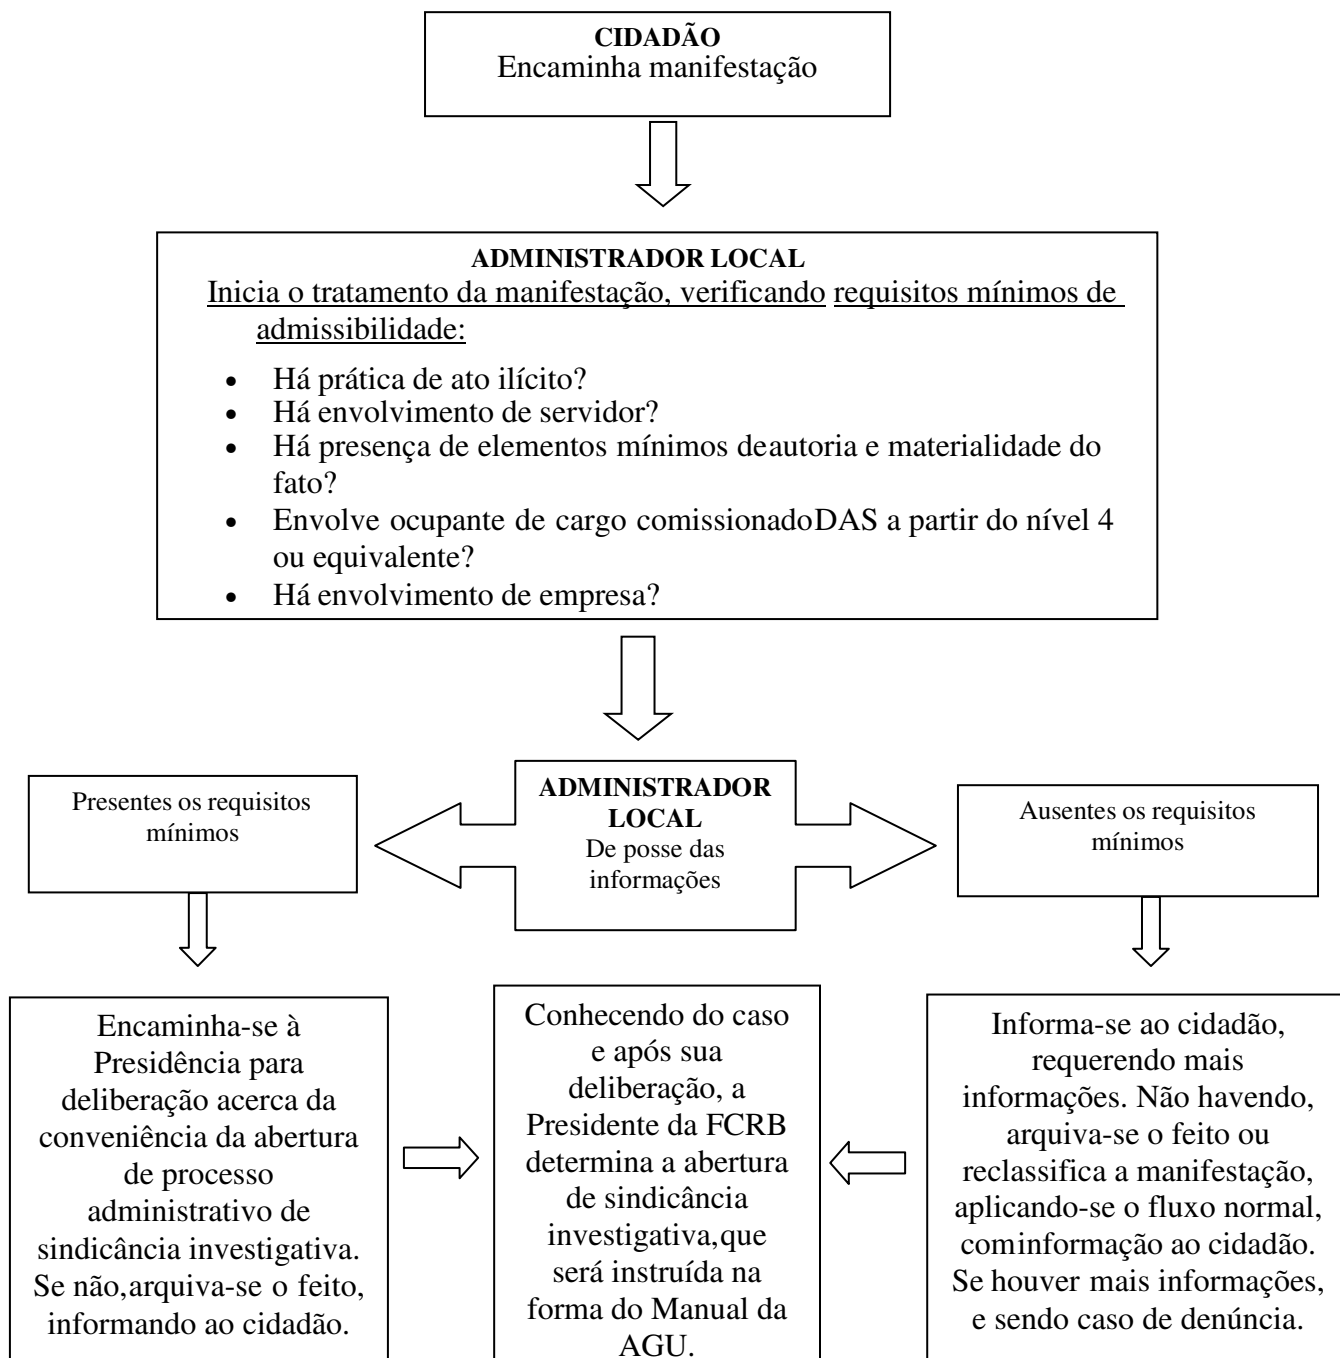 CIDADÃO
Encaminha manifestação
ADMINISTRADOR LOCAL
Inicia o tratamento da manifestação, verificando requisitos mínimos de
admissibilidade:
• Há prática de ato ilícito?
• Há envolvimento de servidor?
• Há presença de elementos mínimos deautoria e materialidade do
fato?
• Envolve ocupante de cargo comissionadoDAS a partir do nível 4
ou equivalente?
• Há envolvimento de empresa?
Presentes os requisitos
mínimos
ADMINISTRADOR
LOCAL
De posse das
informações
Ausentes os requisitos
mínimos
Encaminha-se à
Presidência para
deliberação acerca da
conveniência da abertura
de processo
administrativo de
sindicância investigativa.
Se não,arquiva-se o feito,
informando ao cidadão.
Conhecendo do caso
e após sua
deliberação, a
Presidente da FCRB
determina a abertura
de sindicância
investigativa,que
será instruída na
forma do Manual da
AGU.
Informa-se ao cidadão,
requerendo mais
informações. Não havendo,
arquiva-se o feito ou
reclassifica a manifestação,
aplicando-se o fluxo normal,
cominformação ao cidadão.
Se houver mais informações,
e sendo caso de denúncia.